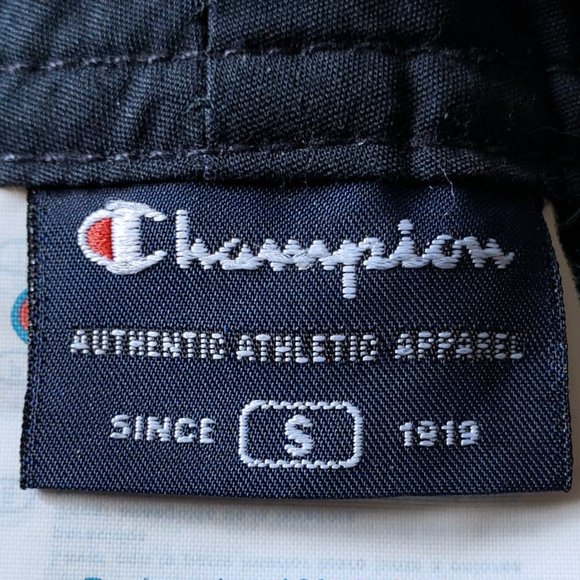 Champion
AUTHENTIC ATHLETIC APPAREL
SINCE S 1919